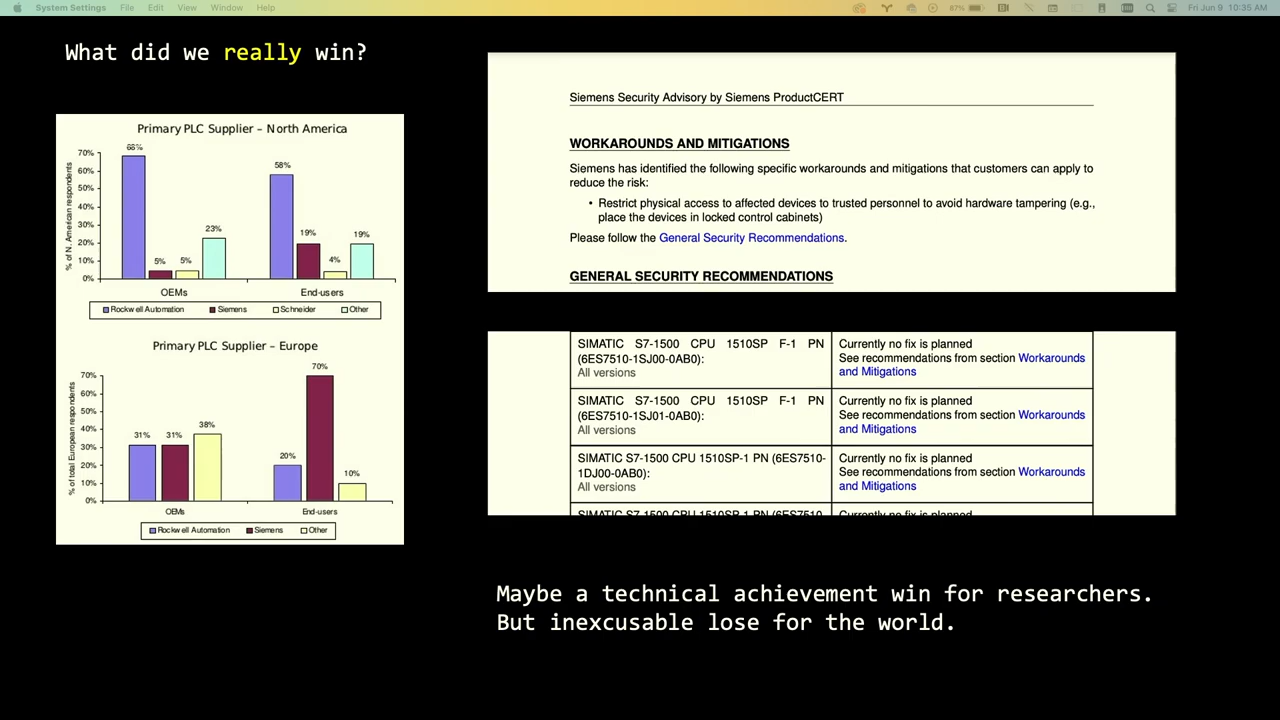 System Settings File Edit View Window Help 87% Fri Jun 9 10:35 AM
What did we really win?
Primary PLC Supplier – North America
% of N. American respondents
70%
60%
50%
40%
30%
20%
10%
0%
68%
5%
5%
23%
58%
19%
4%
19%
OEMs
End-users
Rockwell Automation Siemens Schneider Other
Primary PLC Supplier – Europe
% of total European respondents
70%
60%
50%
40%
30%
20%
10%
0%
31%
31%
38%
20%
70%
10%
OEMs
End-users
Rockwell Automation Siemens Other
Siemens Security Advisory by Siemens ProductCERT
WORKAROUNDS AND MITIGATIONS
Siemens has identified the following specific workarounds and mitigations that customers can apply to
reduce the risk:
• Restrict physical access to affected devices to trusted personnel to avoid hardware tampering (e.g.,
place the devices in locked control cabinets)
Please follow the General Security Recommendations.
GENERAL SECURITY RECOMMENDATIONS
SIMATIC S7-1500 CPU 1510SP F-1 PN
(6ES7510-1SJ00-0AB0):
All versions
Currently no fix is planned
See recommendations from section Workarounds
and Mitigations
SIMATIC S7-1500 CPU 1510SP F-1 PN
(6ES7510-1SJ01-0AB0):
All versions
Currently no fix is planned
See recommendations from section Workarounds
and Mitigations
SIMATIC S7-1500 CPU 1510SP-1 PN (6ES7510-
1DJ00-0AB0):
All versions
Currently no fix is planned
See recommendations from section Workarounds
and Mitigations
SIMATIC S7-1500 CPU 1510SP-1 PN (6ES7510-
Currently no fix is planned
Maybe a technical achievement win for researchers.
But inexcusable lose for the world.